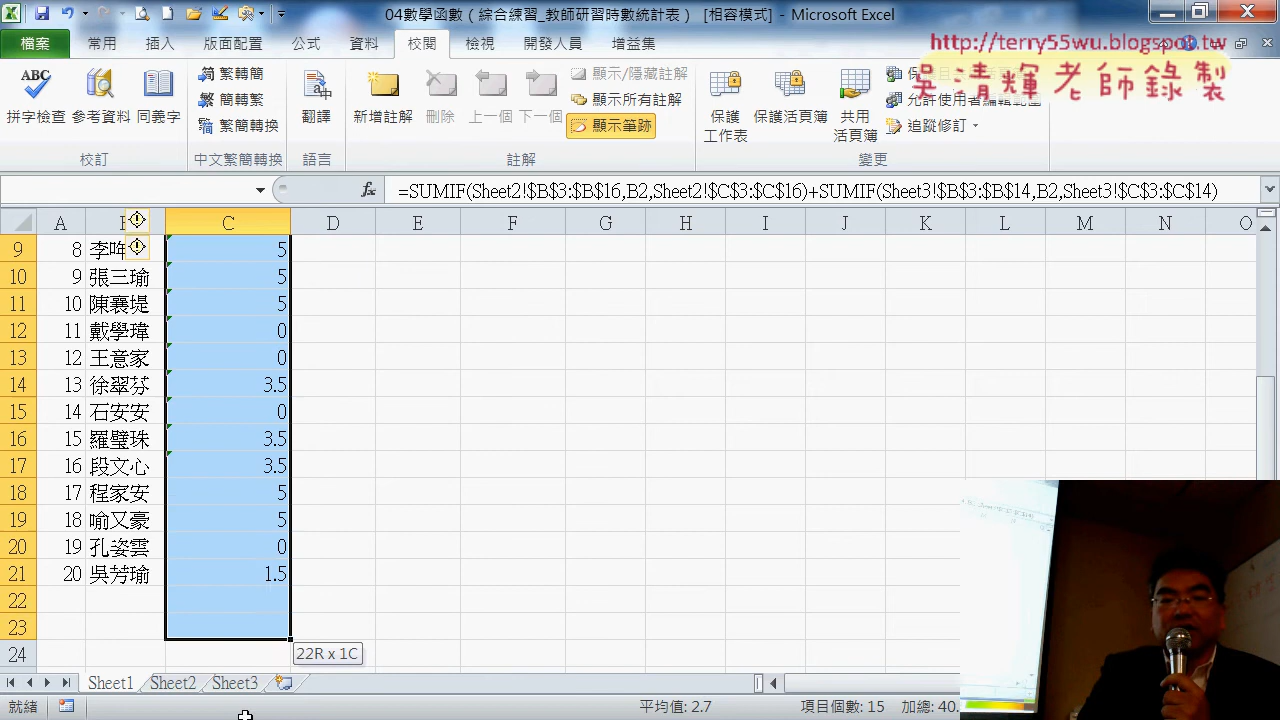 04數學函數（綜合練習_教師研習時數統計表） [相容模式] - Microsoft Excel
檔案 常用 插入 版面配置 公式 資料 校閱 檢視 開發人員 增益集
http://terry55wu.blogspot.tw
吳清輝老師錄製
ABC
拼字檢查 參考資料 同義字
校訂
繁轉簡
簡轉繁
繁簡轉換
中文繁簡轉換
翻譯
語言
新增註解 刪除 上一個 下一個
顯示/隱藏註解
顯示所有註解
顯示筆跡
註解
保護
工作表
保護活頁簿
共用
活頁簿
允許使用者編輯範圍
追蹤修訂
變更
fx =SUMIF(Sheet2!$B$3:$B$16,B2,Sheet2!$C$3:$C$16)+SUMIF(Sheet3!$B$3:$B$14,B2,Sheet3!$C$3:$C$14)
A C D E F G H I J K L M N O
9 8 李 5
10 9 張三瑜 5
11 10 陳襄堤 5
12 11 戴學瑋 0
13 12 王意家 0
14 13 徐翠芬 3.5
15 14 石安安 0
16 15 羅璧珠 3.5
17 16 段文心 3.5
18 17 程家安 5
19 18 喻又豪 5
20 19 孔姿雲 0
21 20 吳芳瑜 1.5
22
23
24
22R x 1C
Sheet1 Sheet2 Sheet3
就緒 平均值: 2.7 項目個數: 15 加總: 40.